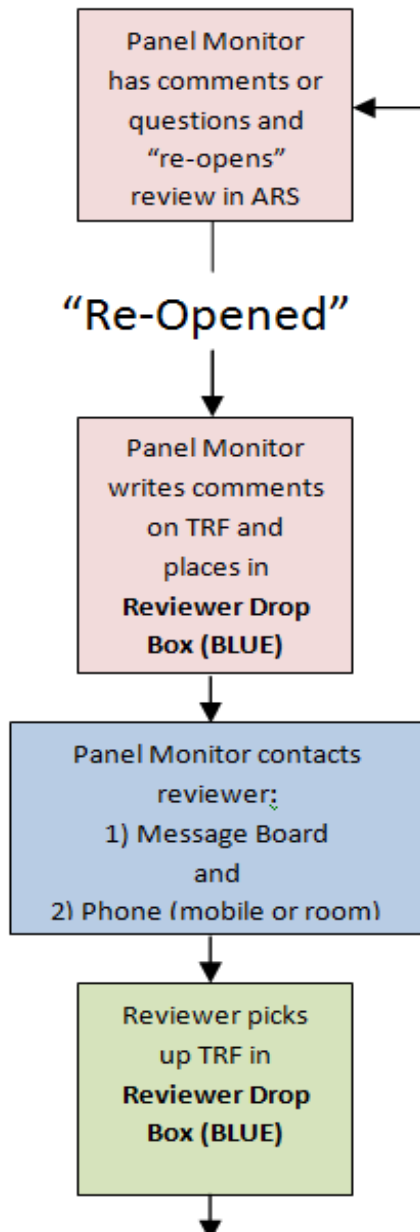 Panel Monitor
has comments or
questions and
“re-opens”
review in ARS
“Re-Opened”
Panel Monitor
writes comments
on TRF and
places in
Reviewer Drop
Box (BLUE)
Panel Monitor contacts
reviewer:
1) Message Board
and
2) Phone (mobile or room)
Reviewer picks
up TRF in
Reviewer Drop
Box (BLUE)